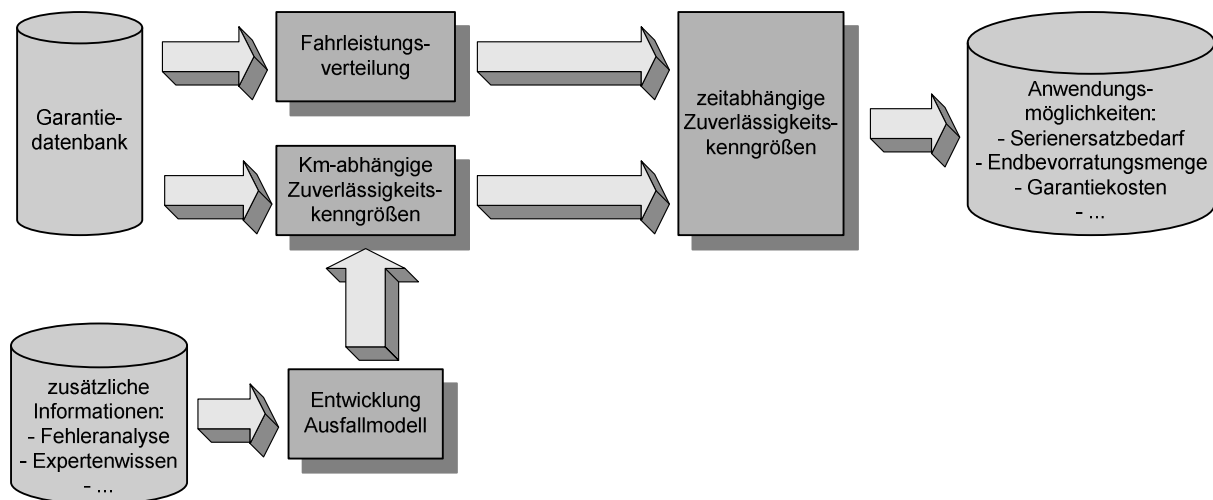 Garantie-
datenbank
Fahrleistungs-
verteilung
Km-abhängige
Zuverlässigkeits-
kenngrößen
zeitabhängige
Zuverlässigkeits-
kenngrößen
Anwendungs-
möglichkeiten:
- Serienersatzbedarf
- Endbevorratungsmenge
- Garantiekosten
- ...
zusätzliche
Informationen:
- Fehleranalyse
- Expertenwissen
- ...
Entwicklung
Ausfallmodell